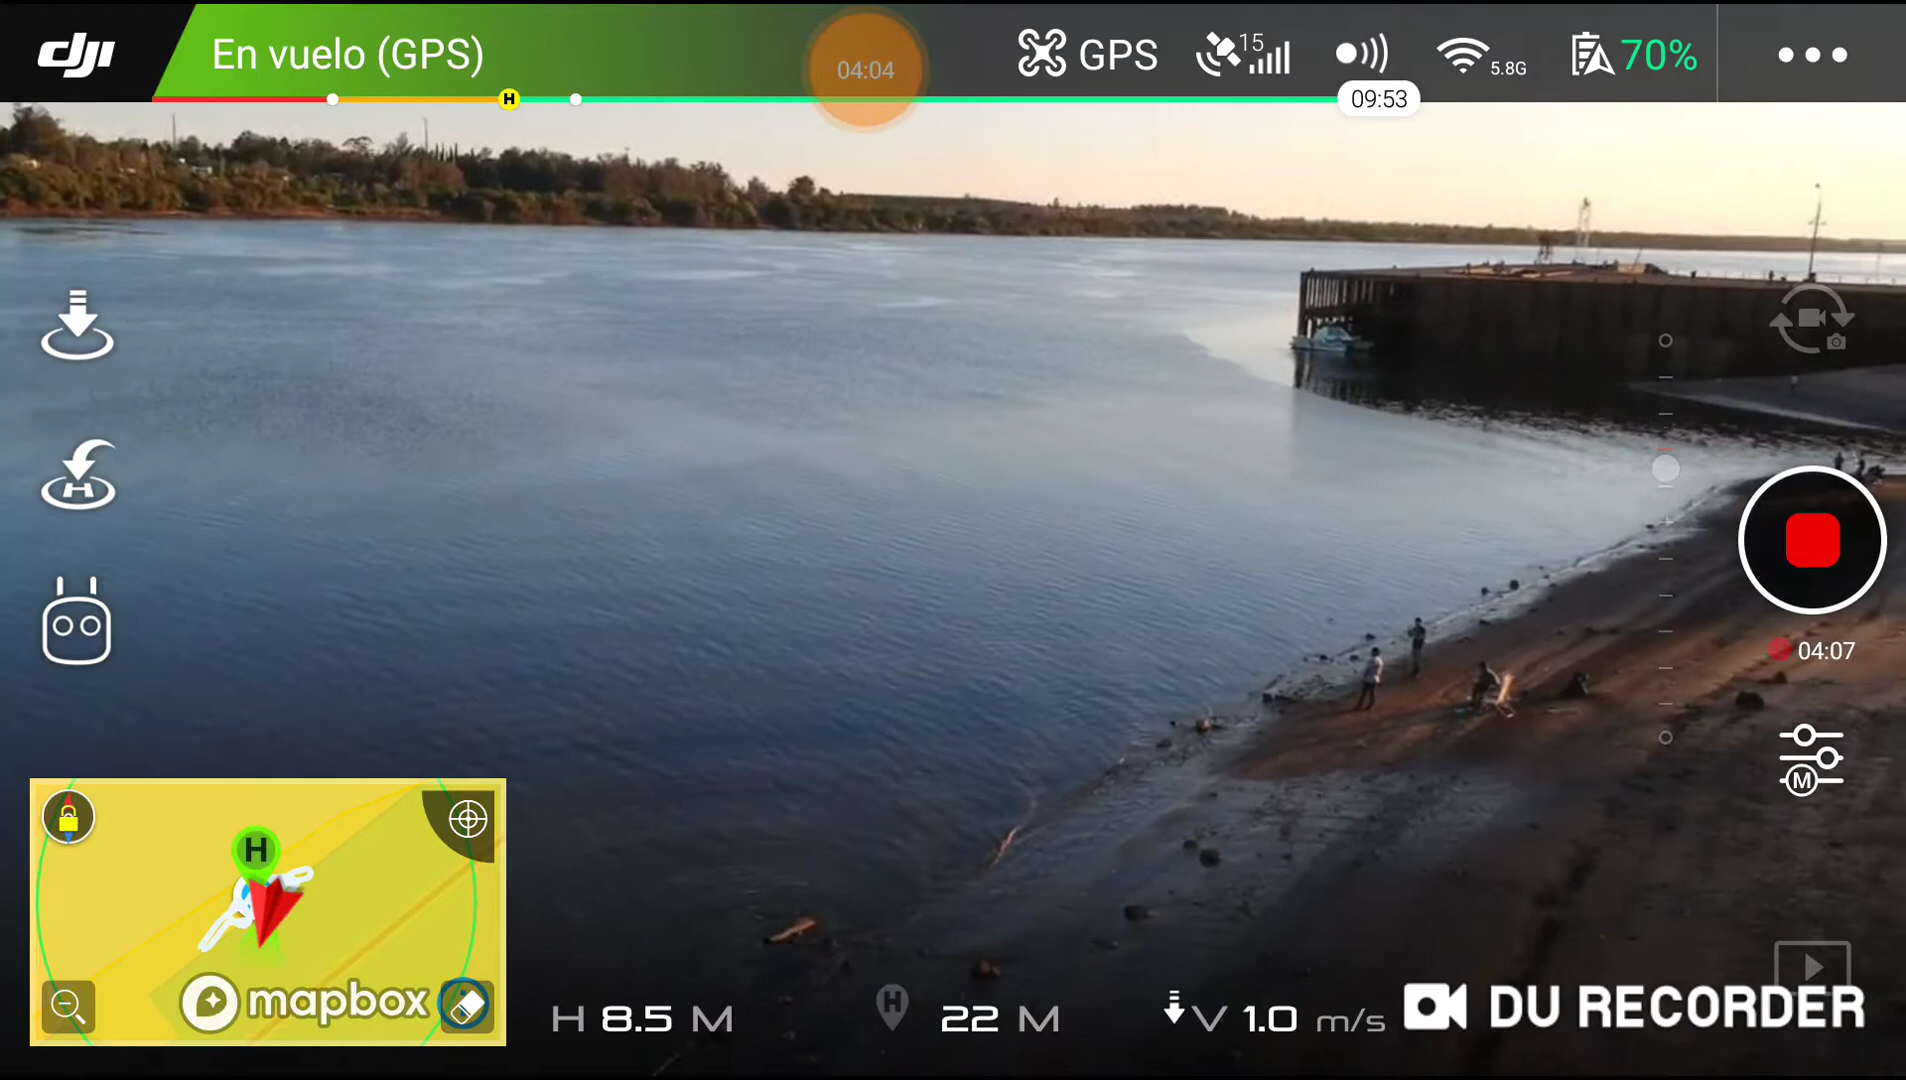 dji En vuelo (GPS) 04:04 GPS 15 5.8G 70%
H 09:53
H
04:07
M
H
mapbox
H 8.5 M H 22 M V 1.0 m/s
DU RECORDER